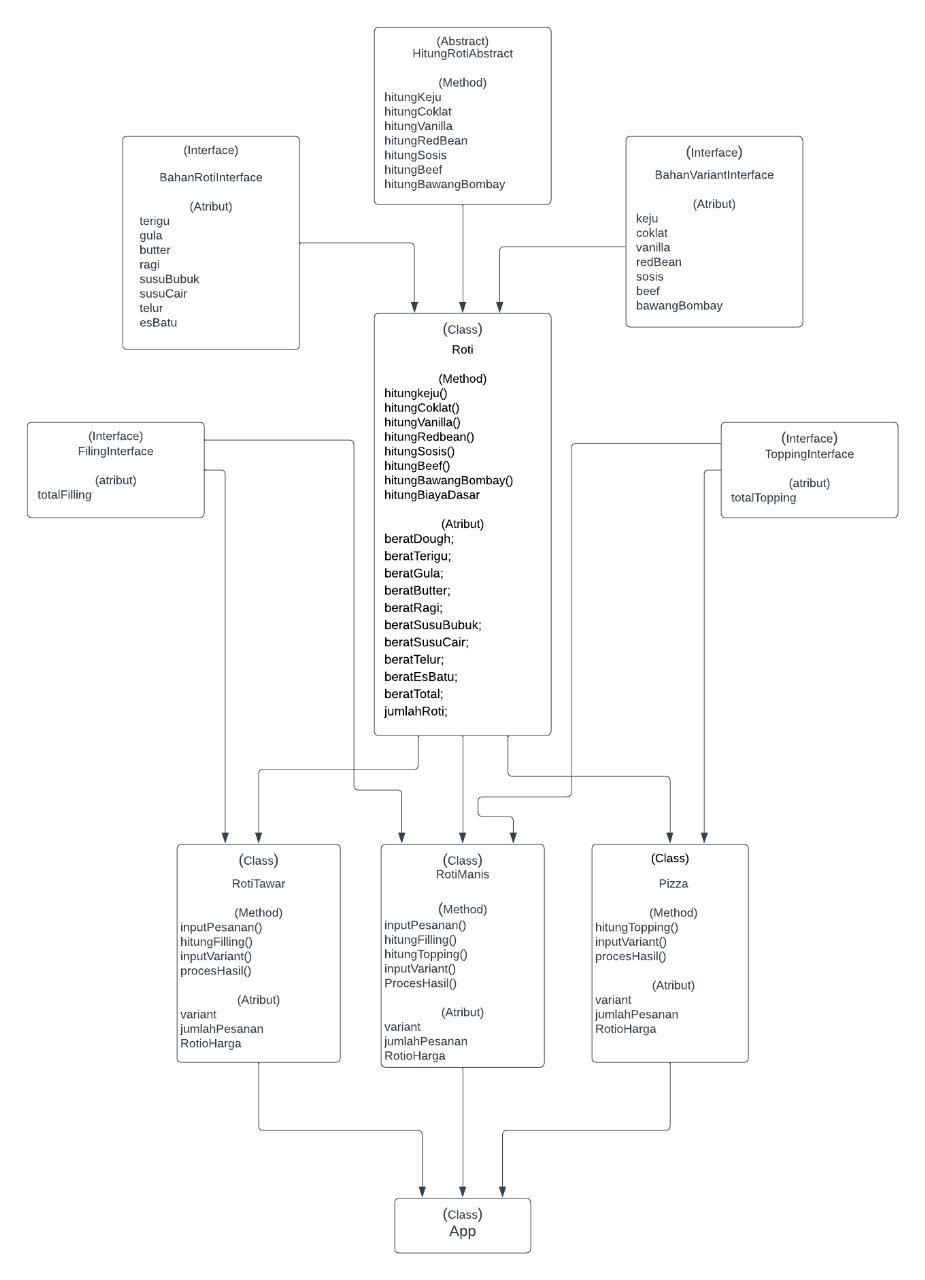 (Abstract)
HitungRotiAbstract
(Method)
hitungKeju
hitungCoklat
hitungVanilla
hitungRedBean
hitungSosis
hitungBeef
hitungBawangBombay
(Interface)
BahanRotiInterface
(Atribut)
terigu
gula
butter
ragi
susuBubuk
susuCair
telur
esBatu
(Interface)
BahanVariantInterface
(Atribut)
keju
coklat
vanilla
redBean
sosis
beef
bawangBombay
(Class)
Roti
(Method)
hitungkeju()
hitungCoklat()
hitungVanilla()
hitungRedbean()
hitungSosis()
hitungBeef()
hitungBawangBombay()
hitungBiayaDasar
(Atribut)
beratDough;
beratTerigu;
beratGula;
beratButter;
beratRagi;
beratSusuBubuk;
beratSusuCair;
beratTelur;
beratEsBatu;
beratTotal;
jumlahRoti;
(Interface)
FilingInterface
(atribut)
totalFilling
(Interface)
ToppingInterface
(atribut)
totalTopping
(Class)
RotiTawar
(Method)
inputPesanan()
hitungFilling()
inputVariant()
procesHasil()
(Atribut)
variant
jumlahPesanan
RotioHarga
(Class)
RotiManis
(Method)
inputPesanan()
hitungFilling()
hitungTopping()
inputVariant()
ProcesHasil()
(Atribut)
variant
jumlahPesanan
RotioHarga
(Class)
Pizza
(Method)
hitungTopping()
inputVariant()
procesHasil()
(Atribut)
variant
jumlahPesanan
RotioHarga
(Class)
App